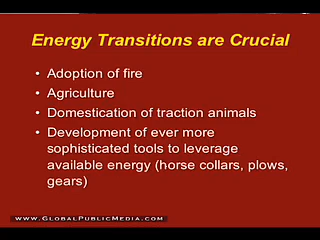 Energy Transitions are Crucial
• Adoption of fire
• Agriculture
• Domestication of traction animals
• Development of ever more
sophisticated tools to leverage
available energy (horse collars, plows,
gears)
www.GlobalPublicMedia.com